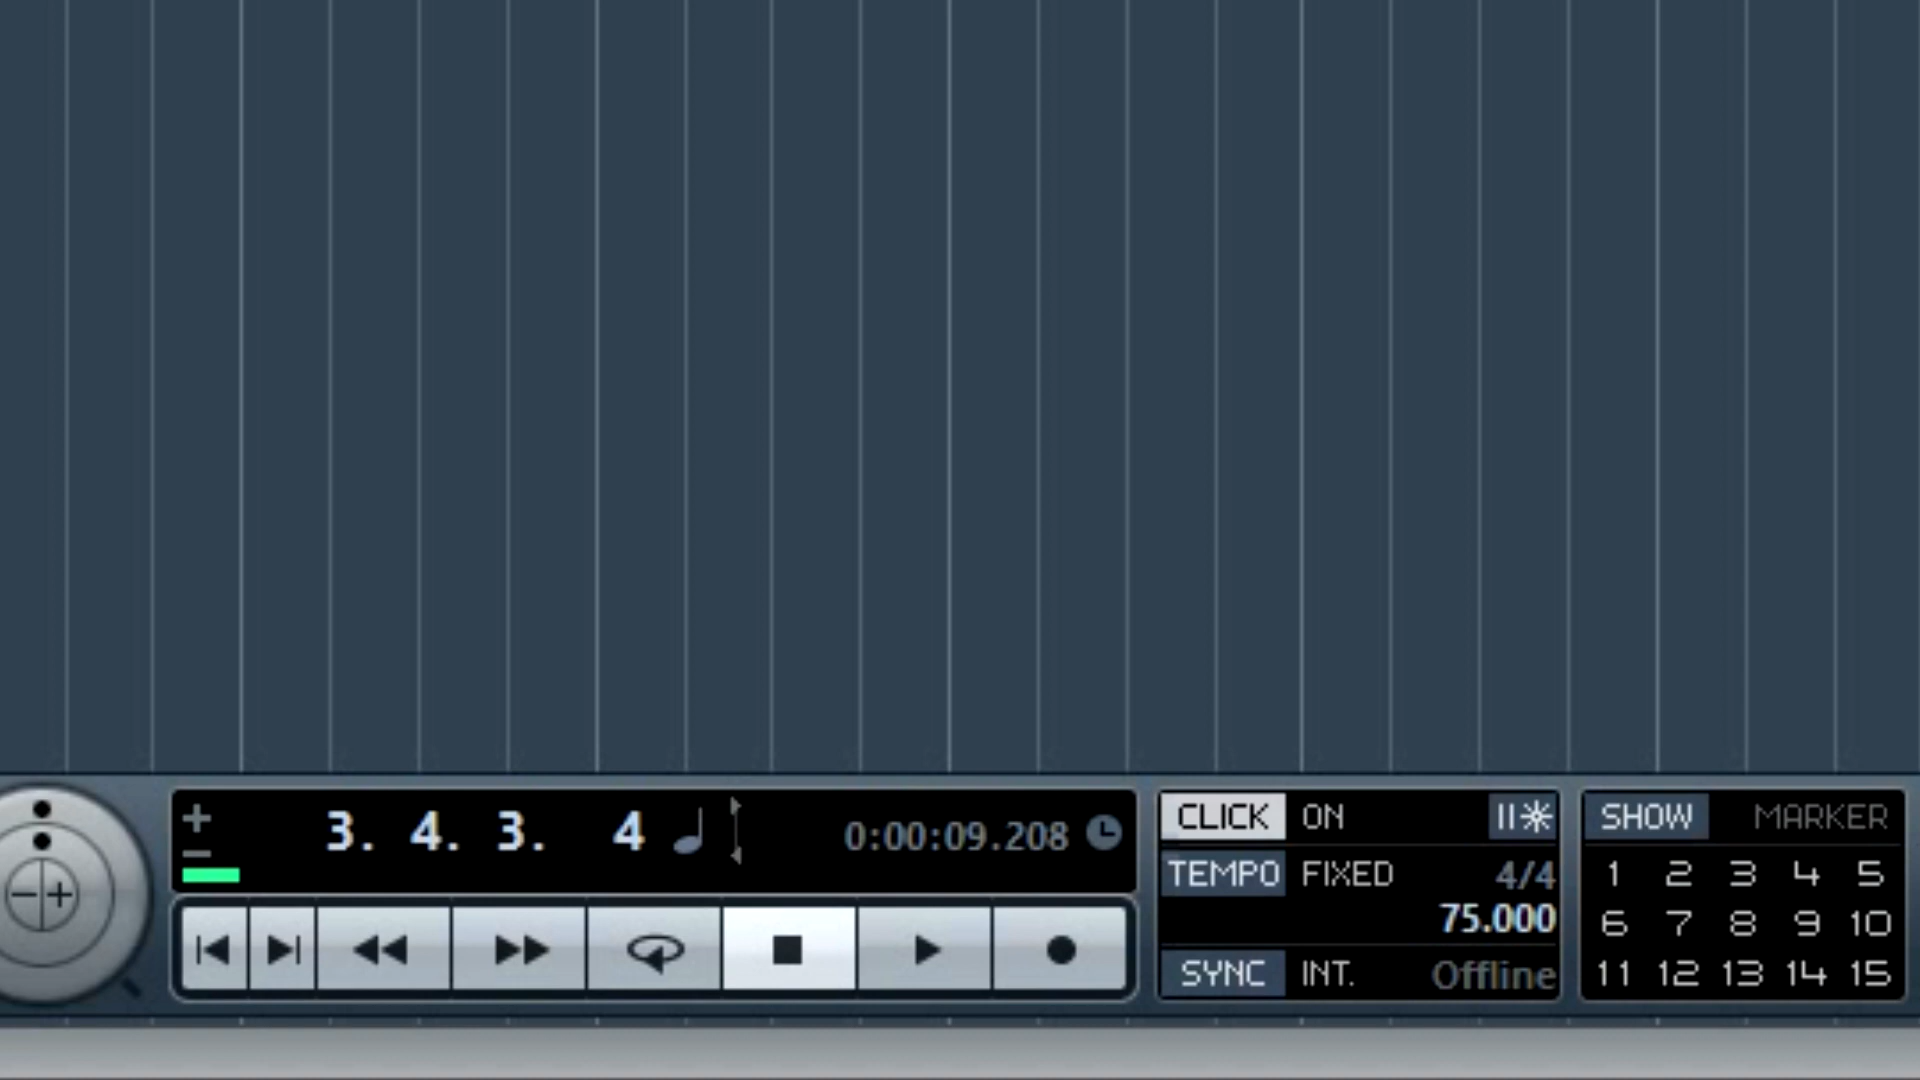 3. 4. 3. 4 0:00:09.208
CLICK ON
TEMPO FIXED 4/4
75.000
SYNC INT. Offline
SHOW MARKER
1 2 3 4 5
6 7 8 9 10
11 12 13 14 15